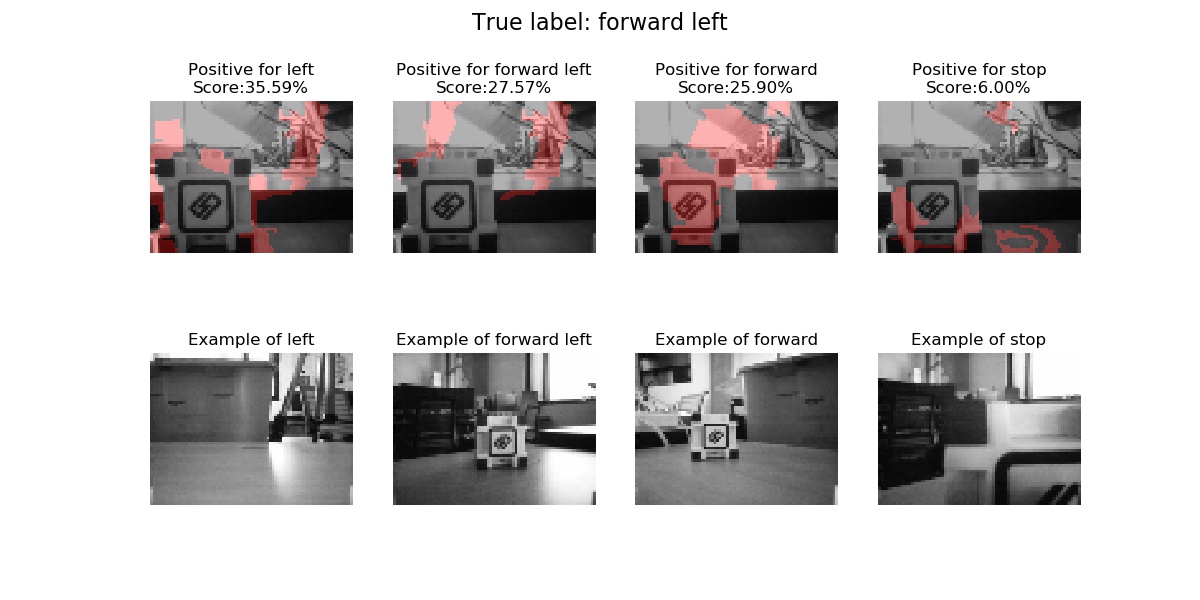 True label: forward left
Positive for left
Score:35.59%
Positive for forward left
Score:27.57%
Positive for forward
Score:25.90%
Positive for stop
Score:6.00%
Example of left
Example of forward left
Example of forward
Example of stop